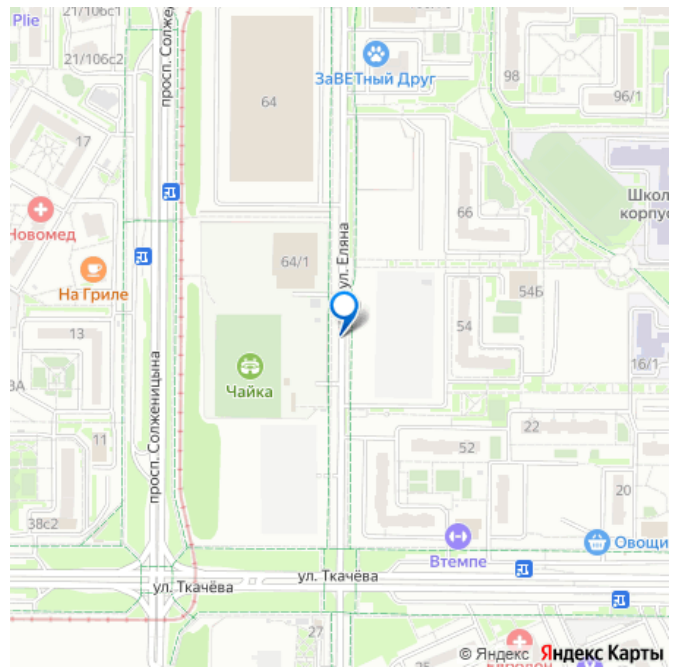 Plie
21/106с1
21/106с2
просп. Солже
64
ЗаВЕТный Друг
98
96/1
17
Новомед
66
Школ
корпус
ул. Еляна
64/1
На Гриле
54Б
54
13
Чайка
16/1
просп. Солженицына
11
22
52
20
38с2
Втемпе
Овощи
ул. Ткачёва
ул. Ткачёва
27
© Яндекс Яндекс Карты